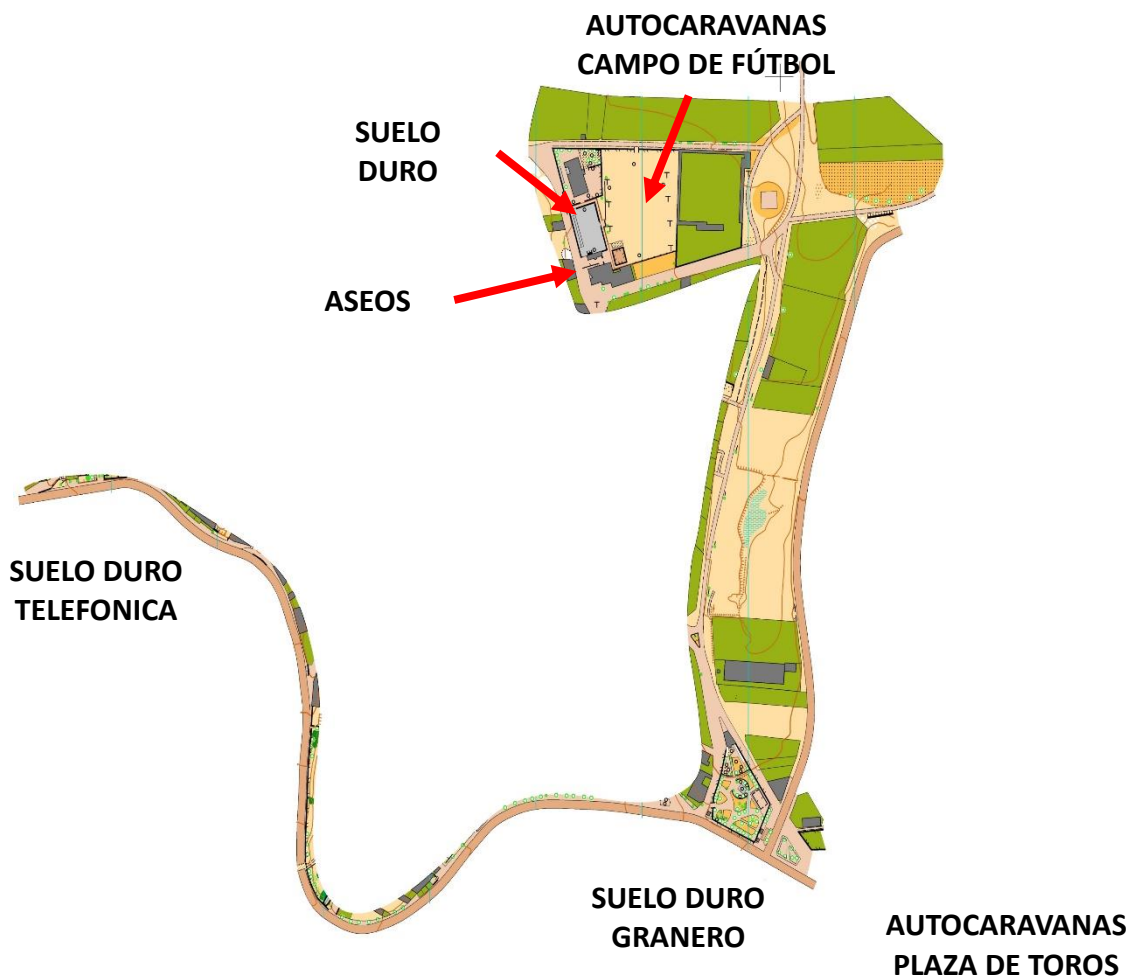 AUTOCARAVANAS
CAMPO DE FÚTBOL
SUELO
DURO
ASEOS
SUELO DURO
TELEFONICA
SUELO DURO
GRANERO
AUTOCARAVANAS
PLAZA DE TOROS